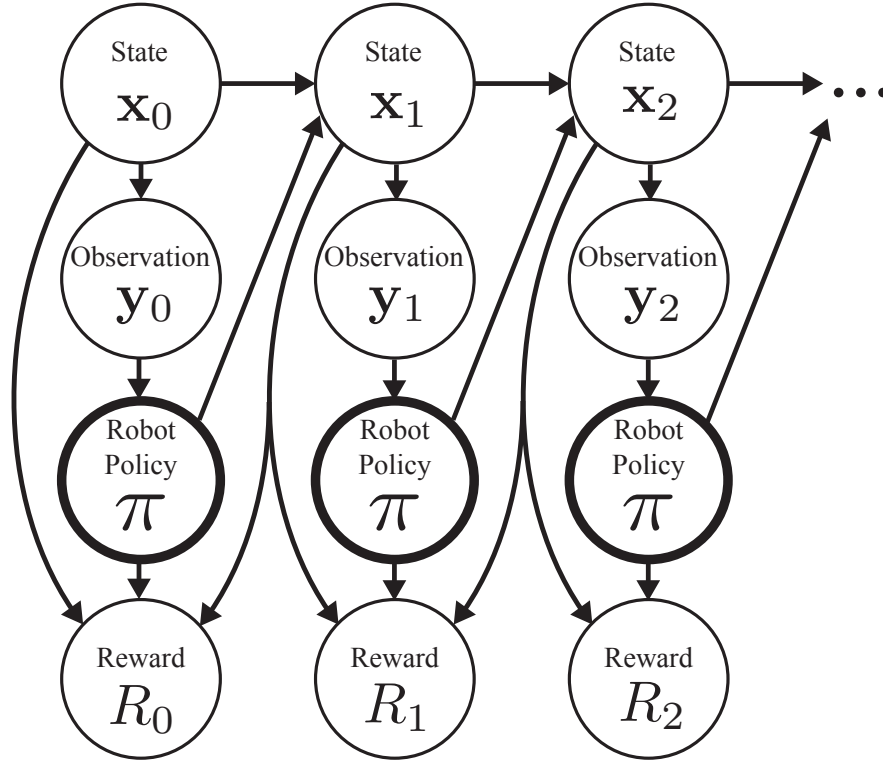 State
x₀
State
x₁
State
x₂
...
Observation
y₀
Observation
y₁
Observation
y₂
Robot
Policy
π
Robot
Policy
π
Robot
Policy
π
Reward
R₀
Reward
R₁
Reward
R₂